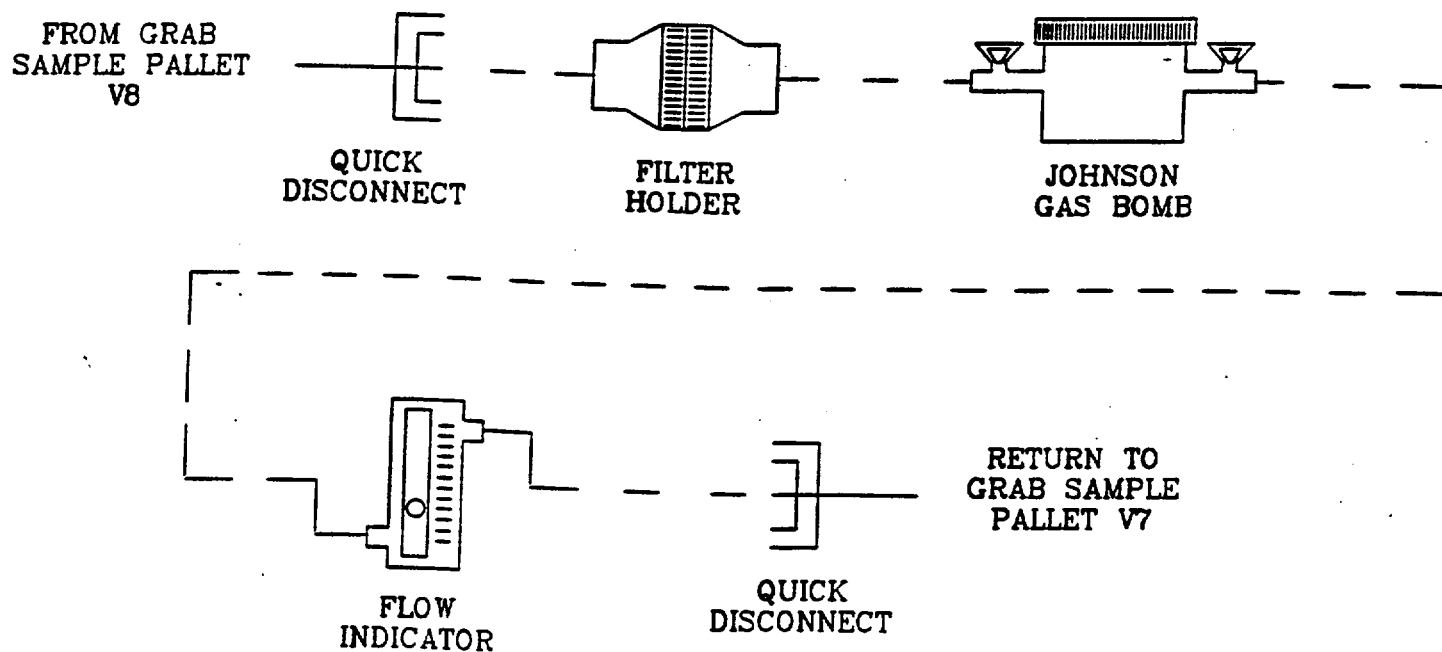 FROM GRAB
SAMPLE PALLET
V8
QUICK
DISCONNECT
FILTER
HOLDER
JOHNSON
GAS BOMB
FLOW
INDICATOR
QUICK
DISCONNECT
RETURN TO
GRAB SAMPLE
PALLET V7